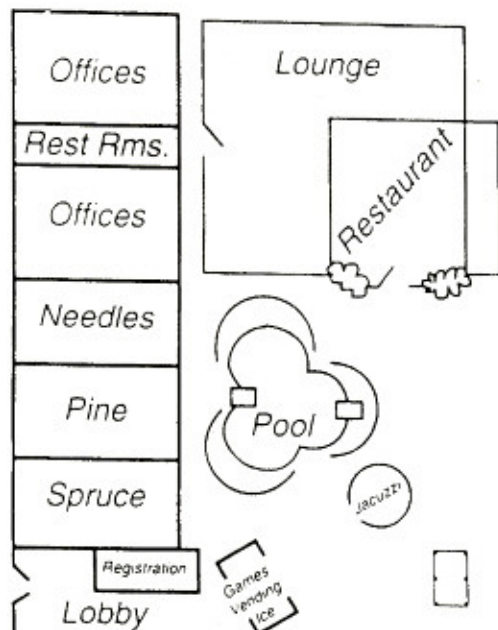 Offices
Lounge
Rest Rms.
Restaurant
Offices
Needles
Pine
Pool
Spruce
Jacuzzi
Registration
Games
Vending
Ice
Lobby